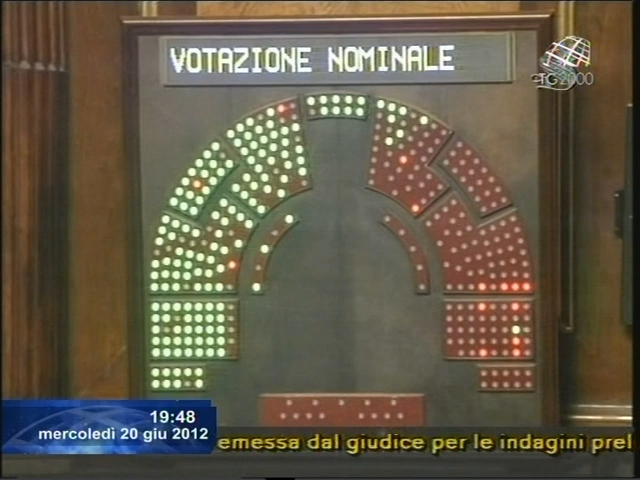 VOTAZIONE NOMINALE
TG2000
19:48
mercoledì 20 giu 2012
emessa dal giudice per le indagini prel